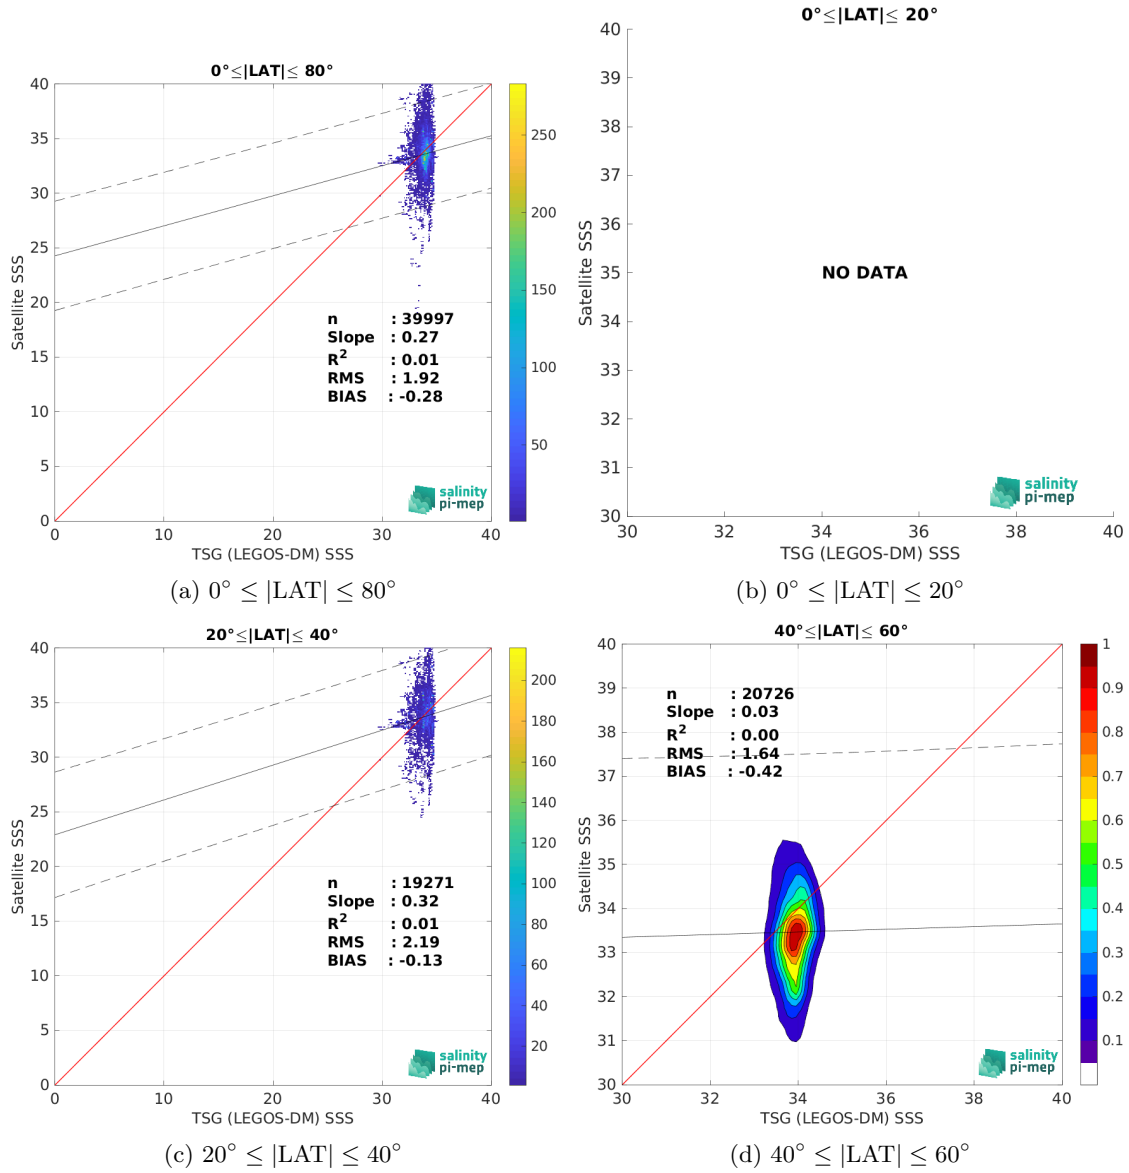 0°≤|LAT|≤ 80°
40
35
30
25
20
15
10
5
0
Satellite SSS
n : 39997
Slope : 0.27
R² : 0.01
RMS : 1.92
BIAS : -0.28
salinity
pi-mep
0 10 20 30 40
TSG (LEGOS-DM) SSS
250
200
150
100
50
(a) 0° ≤ |LAT| ≤ 80°
0°≤|LAT|≤ 20°
40
39
38
37
36
35
34
33
32
31
30
Satellite SSS
NO DATA
salinity
pi-mep
30 32 34 36 38 40
TSG (LEGOS-DM) SSS
(b) 0° ≤ |LAT| ≤ 20°
20°≤|LAT|≤ 40°
40
35
30
25
20
15
10
5
0
Satellite SSS
n : 19271
Slope : 0.32
R² : 0.01
RMS : 2.19
BIAS : -0.13
salinity
pi-mep
0 10 20 30 40
TSG (LEGOS-DM) SSS
200
180
160
140
120
100
80
60
40
20
(c) 20° ≤ |LAT| ≤ 40°
40°≤|LAT|≤ 60°
40
39
38
37
36
35
34
33
32
31
30
Satellite SSS
n : 20726
Slope : 0.03
R² : 0.00
RMS : 1.64
BIAS : -0.42
salinity
pi-mep
30 32 34 36 38 40
TSG (LEGOS-DM) SSS
1
0.9
0.8
0.7
0.6
0.5
0.4
0.3
0.2
0.1
(d) 40° ≤ |LAT| ≤ 60°